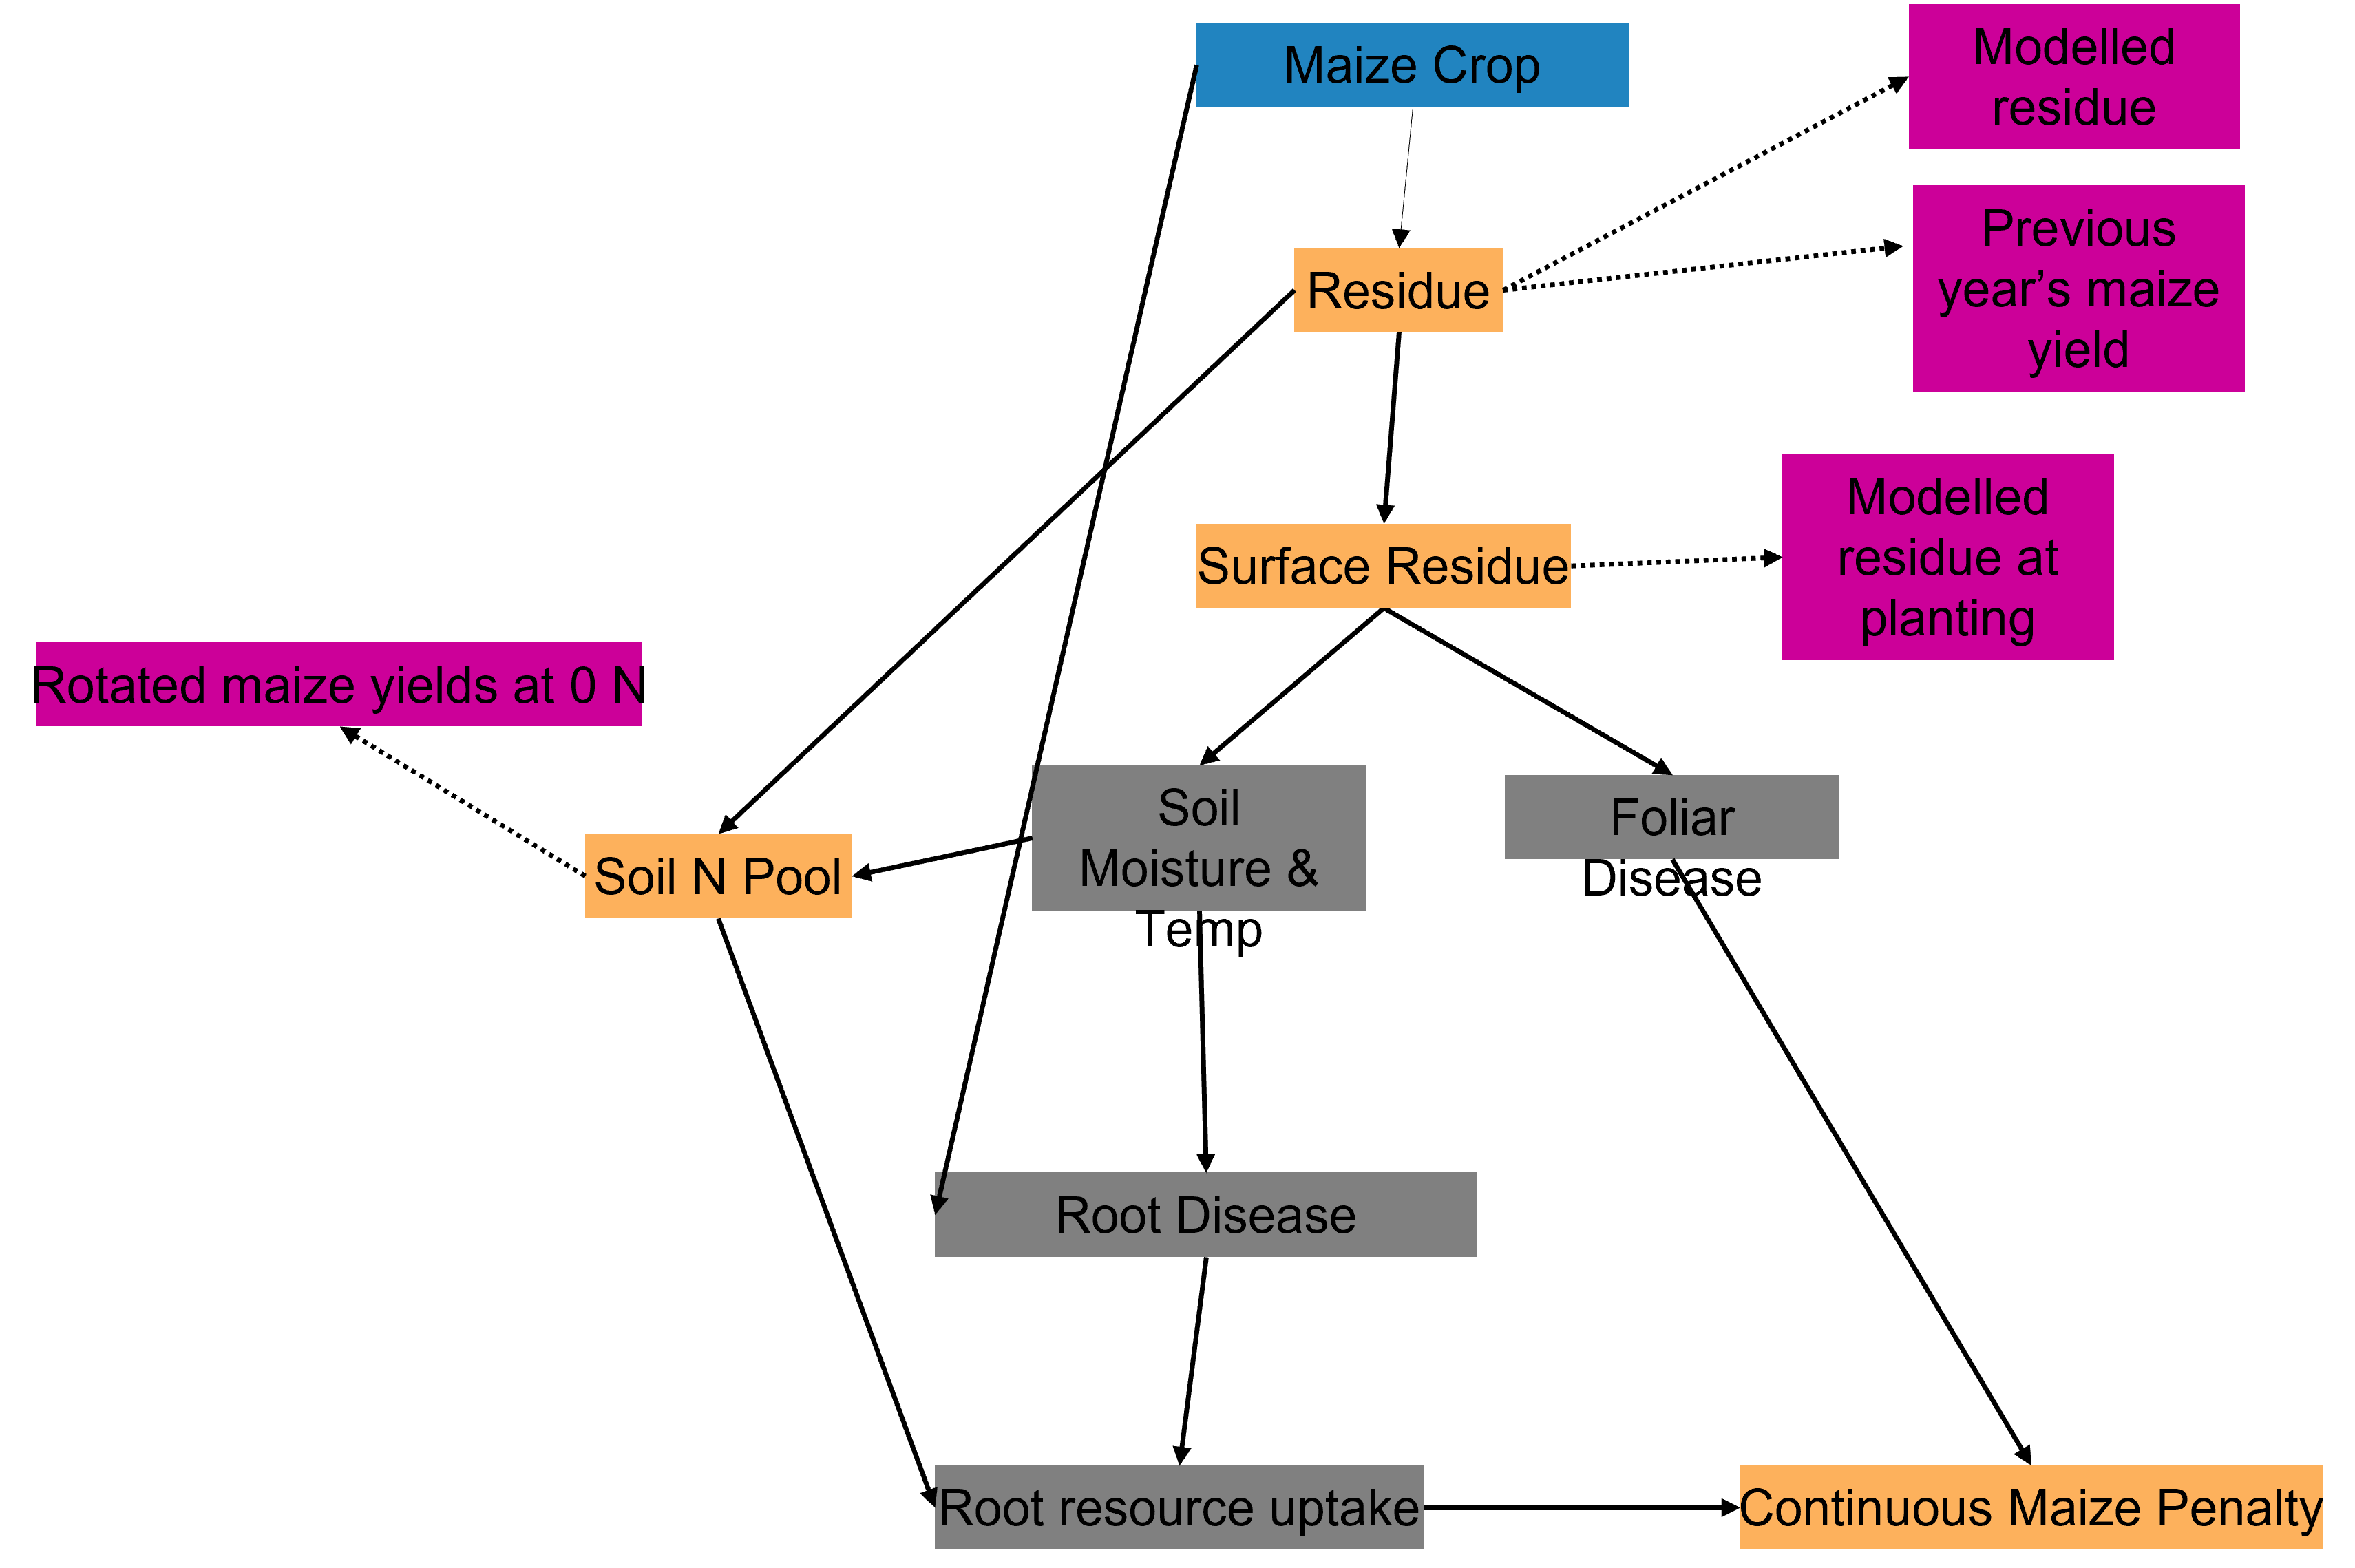 Maize Crop
Modelled
residue
Previous
year’s maize
yield
Residue
Modelled
residue at
planting
Surface Residue
Rotated maize yields at 0 N
Soil
Moisture &
Temp
Foliar
Disease
Soil N Pool
Root Disease
Root resource uptake
Continuous Maize Penalty